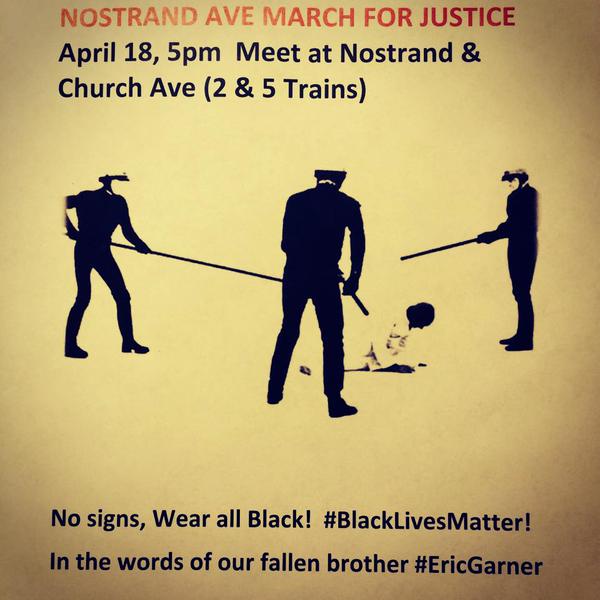 NOSTRAND AVE MARCH FOR JUSTICE
April 18, 5pm  Meet at Nostrand &
Church Ave (2 & 5 Trains)
No signs, Wear all Black!  #BlackLivesMatter!
In the words of our fallen brother #EricGarner